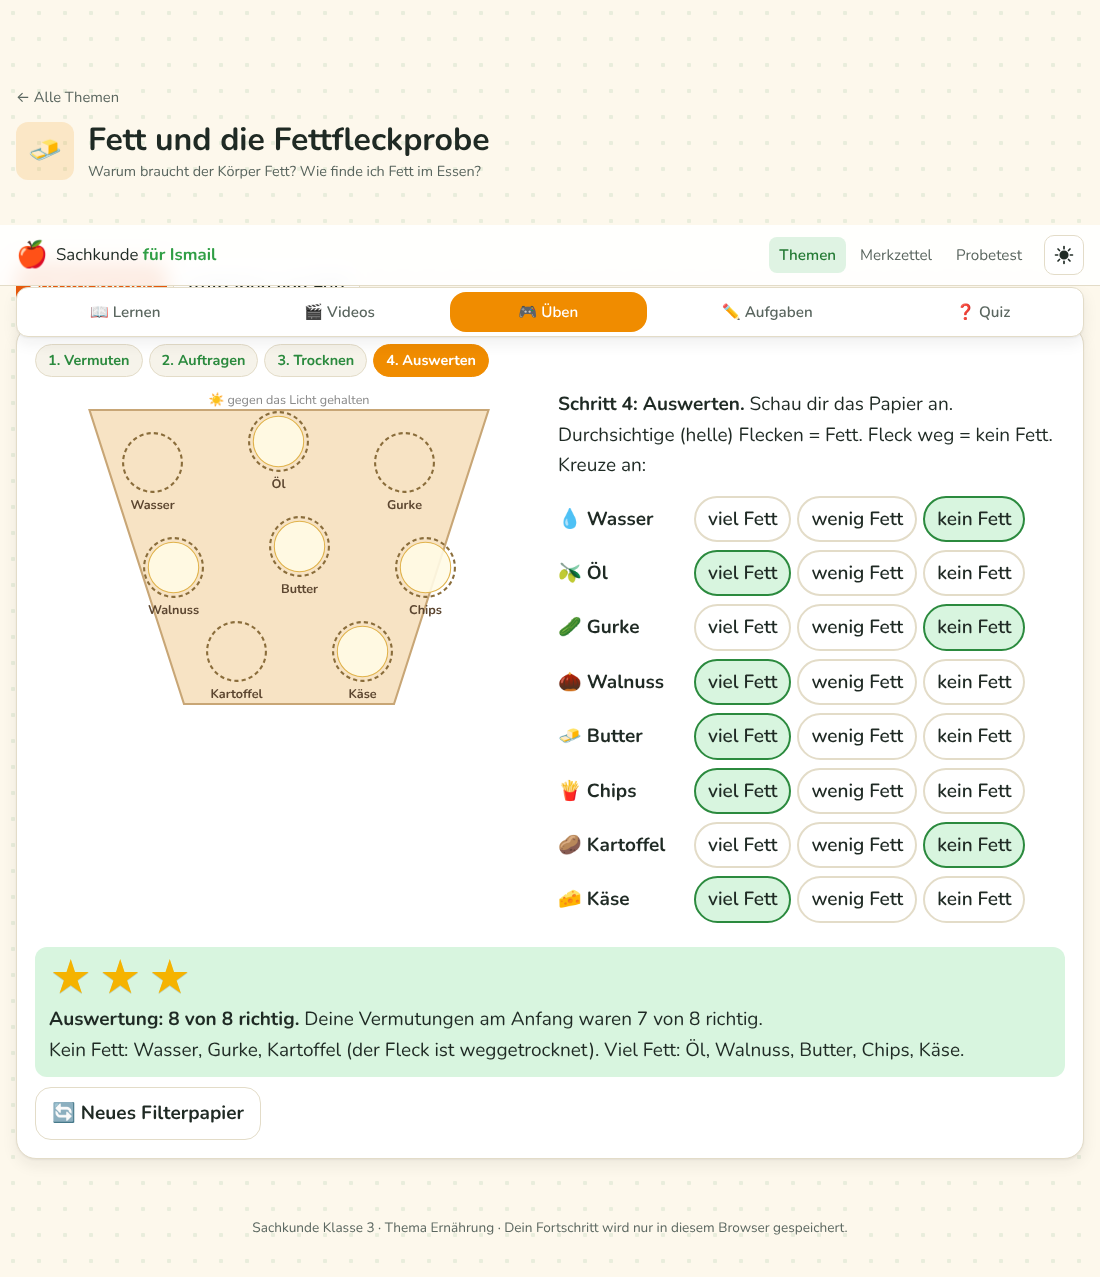 ← Alle Themen
Fett und die Fettfleckprobe
Warum braucht der Körper Fett? Wie finde ich Fett im Essen?
Sachkunde für Ismail
Themen
Merkzettel
Probetest
📖 Lernen
🎬 Videos
🎮 Üben
✏️ Aufgaben
❓ Quiz
1. Vermuten
2. Auftragen
3. Trocknen
4. Auswerten
☀️ gegen das Licht gehalten
Wasser
Öl
Gurke
Walnuss
Butter
Chips
Kartoffel
Käse
Schritt 4: Auswerten. Schau dir das Papier an.
Durchsichtige (helle) Flecken = Fett. Fleck weg = kein Fett.
Kreuze an:
Wasser viel Fett wenig Fett kein Fett
Öl viel Fett wenig Fett kein Fett
Gurke viel Fett wenig Fett kein Fett
Walnuss viel Fett wenig Fett kein Fett
Butter viel Fett wenig Fett kein Fett
Chips viel Fett wenig Fett kein Fett
Kartoffel viel Fett wenig Fett kein Fett
Käse viel Fett wenig Fett kein Fett
Auswertung: 8 von 8 richtig. Deine Vermutungen am Anfang waren 7 von 8 richtig.
Kein Fett: Wasser, Gurke, Kartoffel (der Fleck ist weggetrocknet). Viel Fett: Öl, Walnuss, Butter, Chips, Käse.
Neues Filterpapier
Sachkunde Klasse 3 · Thema Ernährung · Dein Fortschritt wird nur in diesem Browser gespeichert.